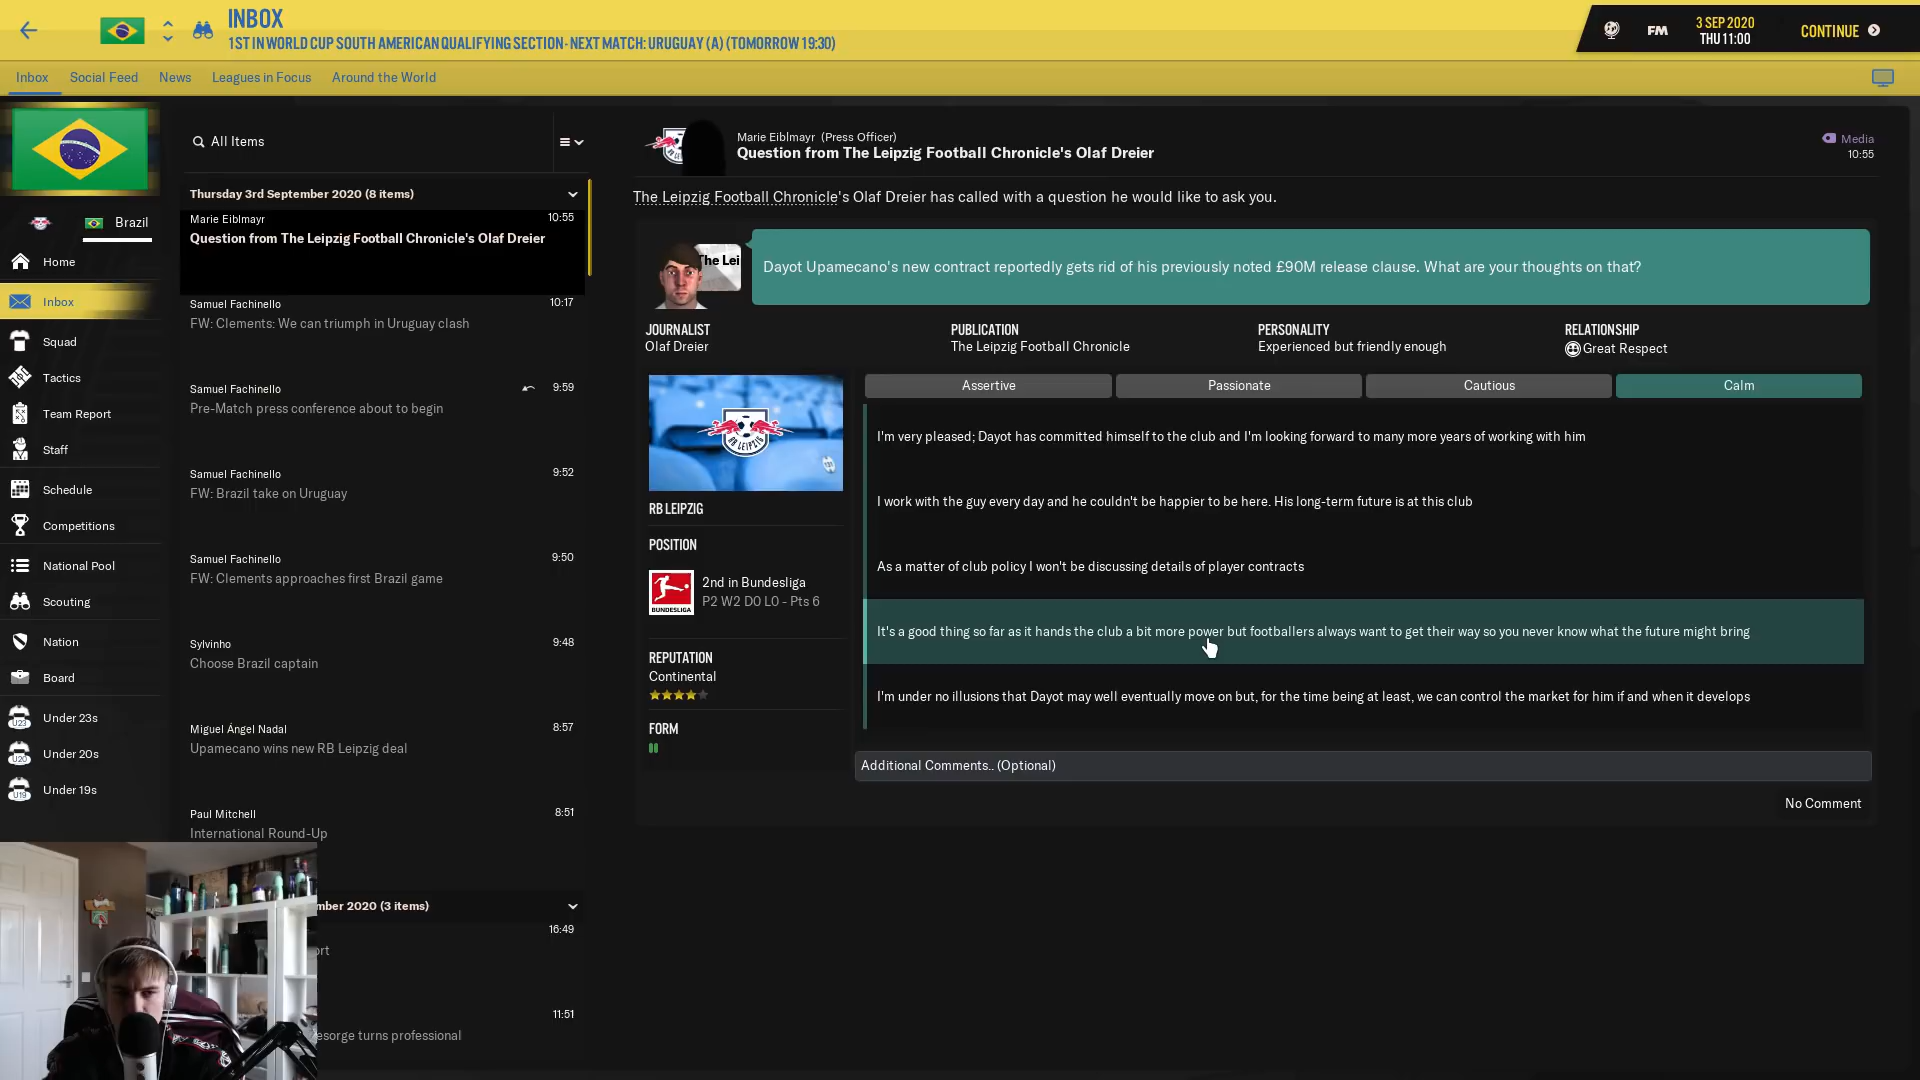 INBOX
1ST IN WORLD CUP SOUTH AMERICAN QUALIFYING SECTION - NEXT MATCH: URUGUAY (A) (TOMORROW 19:30)
FM
3 SEP 2020
THU 11:00
CONTINUE
Inbox
Social Feed
News
Leagues in Focus
Around the World
Brazil
Home
Inbox
Squad
Tactics
Team Report
Staff
Schedule
Competitions
National Pool
Scouting
Nation
Board
U23
Under 23s
U20
Under 20s
U19
Under 19s
All Items
Thursday 3rd September 2020 (8 items)
Marie Eiblmayr
10:55
Question from The Leipzig Football Chronicle's Olaf Dreier
Samuel Fachinello
10:17
FW: Clements: We can triumph in Uruguay clash
Samuel Fachinello
9:59
Pre-Match press conference about to begin
Samuel Fachinello
9:52
FW: Brazil take on Uruguay
Samuel Fachinello
9:50
FW: Clements approaches first Brazil game
Sylvinho
9:48
Choose Brazil captain
Miguel Ángel Nadal
8:57
Upamecano wins new RB Leipzig deal
Paul Mitchell
8:51
International Round-Up
mber 2020 (3 items)
16:49
ort
11:51
esorge turns professional
Marie Eiblmayr (Press Officer)
Question from The Leipzig Football Chronicle's Olaf Dreier
Media
10:55
The Leipzig Football Chronicle's Olaf Dreier has called with a question he would like to ask you.
The Lei
Dayot Upamecano's new contract reportedly gets rid of his previously noted £90M release clause. What are your thoughts on that?
JOURNALIST
Olaf Dreier
PUBLICATION
The Leipzig Football Chronicle
PERSONALITY
Experienced but friendly enough
RELATIONSHIP
Great Respect
RB LEIPZIG
RB LEIPZIG
POSITION
BUNDESLIGA
2nd in Bundesliga
P2 W2 D0 L0 - Pts 6
REPUTATION
Continental
FORM
Assertive
Passionate
Cautious
Calm
I'm very pleased; Dayot has committed himself to the club and I'm looking forward to many more years of working with him
I work with the guy every day and he couldn't be happier to be here. His long-term future is at this club
As a matter of club policy I won't be discussing details of player contracts
It's a good thing so far as it hands the club a bit more power but footballers always want to get their way so you never know what the future might bring
I'm under no illusions that Dayot may well eventually move on but, for the time being at least, we can control the market for him if and when it develops
Additional Comments.. (Optional)
No Comment